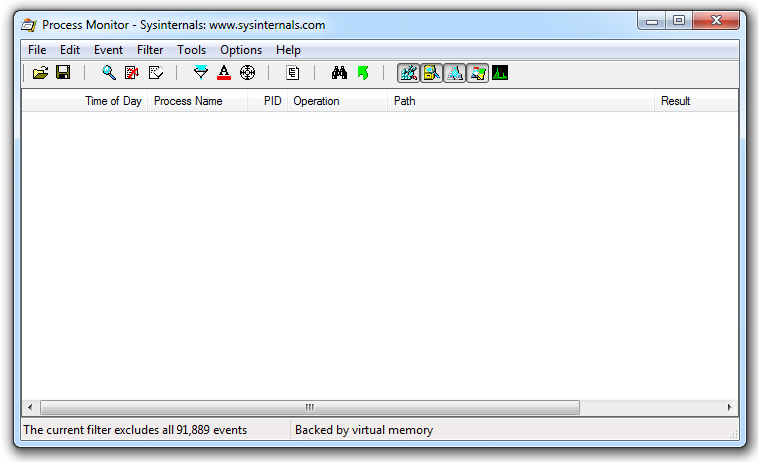 Process Monitor - Sysinternals: www.sysinternals.com
File Edit Event Filter Tools Options Help
Time of Day Process Name PID Operation Path Result
The current filter excludes all 91,889 events Backed by virtual memory